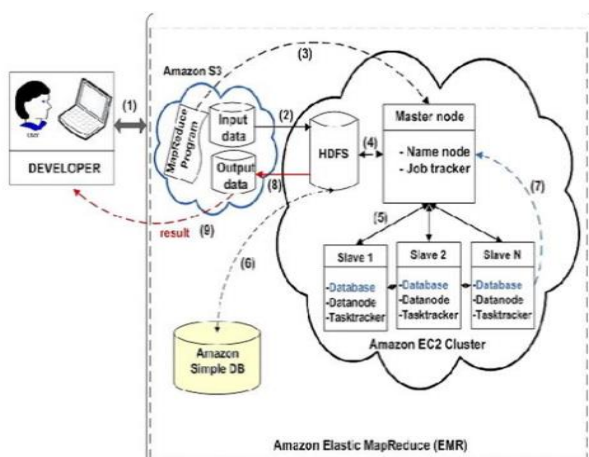 (3)
Amazon S3
(1)
MapReduce
Program
Input
data
(2)
Output
data
(8)
HDFS
(4)
Master node
- Name node
- Job tracker
(7)
user
DEVELOPER
result (9)
(5)
(6)
Slave 1
-Database
-Datanode
-Tasktracker
Slave 2
-Database
-Datanode
-Tasktracker
Slave N
-Database
-Datanode
-Tasktracker
Amazon EC2 Cluster
Amazon
Simple DB
Amazon Elastic MapReduce (EMR)